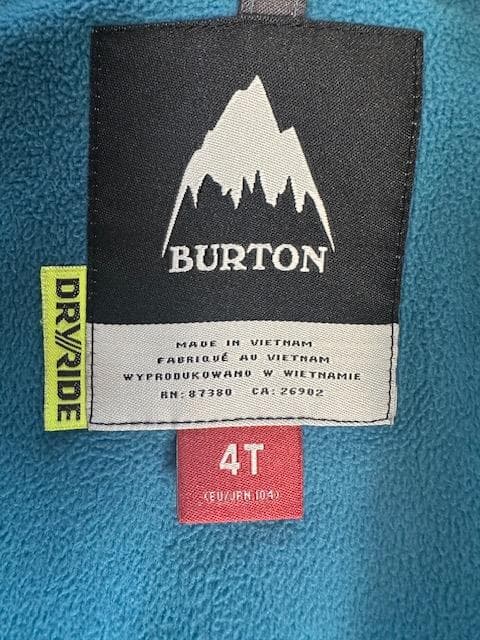 BURTON
DRY//RIDE
MADE IN VIETNAM
FABRIQUÉ AU VIETNAM
WYPRODUKOWANO W WIETNAMIE
RN: 87380 CA: 26902
4T
(EU/JPN 104)